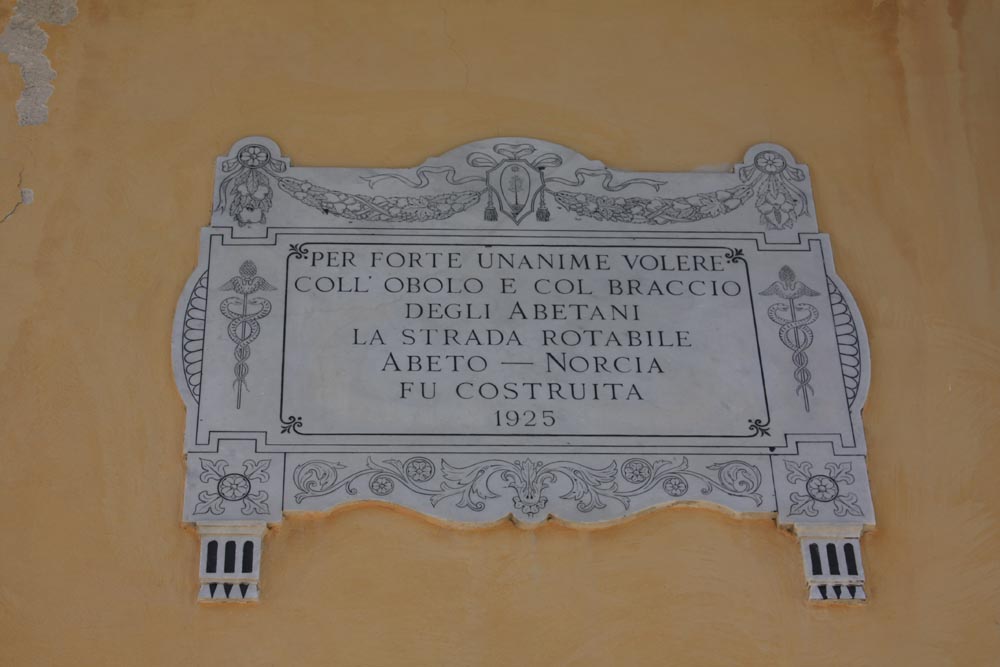 PER FORTE UNANIME VOLERE
COLL' OBOLO E COL BRACCIO
DEGLI ABETANI
LA STRADA ROTABILE
ABETO — NORCIA
FU COSTRUITA
1925